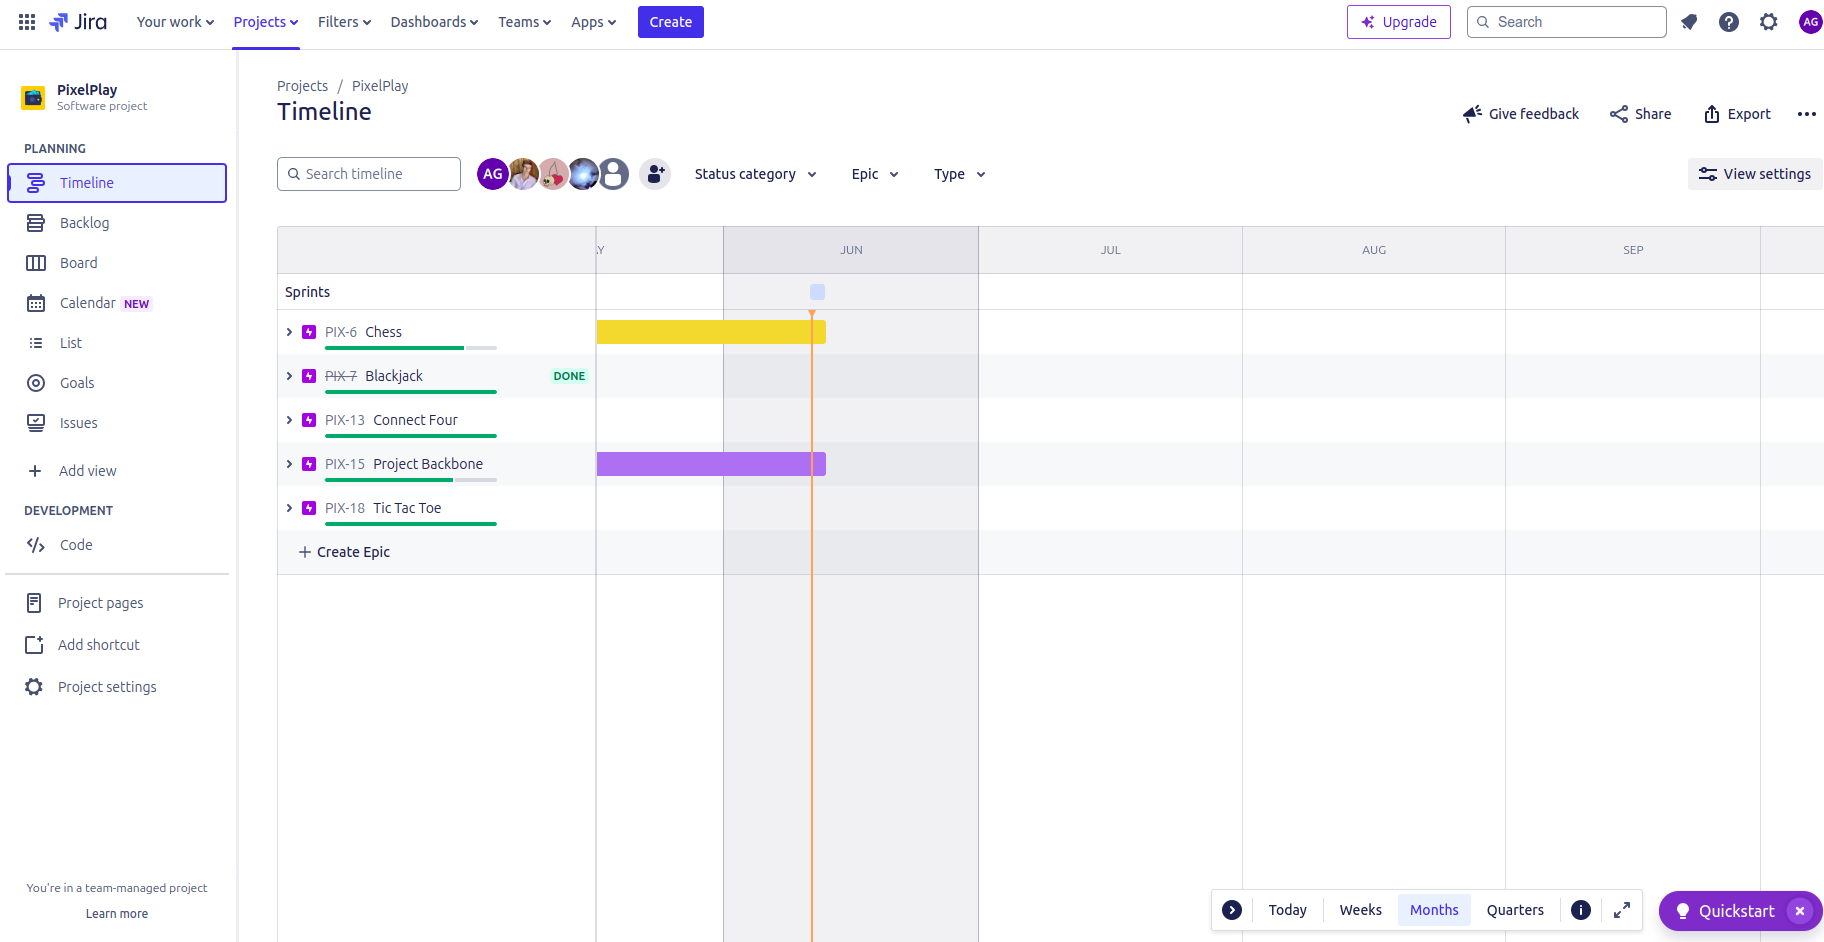 Jira Your work Projects Filters Dashboards Teams Apps Create Upgrade Search AG
PixelPlay
Software project
PLANNING
Timeline
Backlog
Board
Calendar NEW
List
Goals
Issues
Add view
DEVELOPMENT
Code
Project pages
Add shortcut
Project settings
You're in a team-managed project
Learn more
Projects / PixelPlay
Timeline
Give feedback Share Export
Search timeline AG Status category Epic Type View settings
JUN JUL AUG SEP
Sprints
PIX-6 Chess
PIX-7 Blackjack DONE
PIX-13 Connect Four
PIX-15 Project Backbone
PIX-18 Tic Tac Toe
Create Epic
Today Weeks Months Quarters
Quickstart